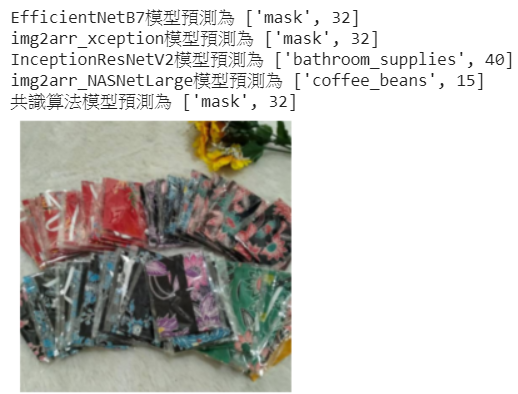 EfficientNetB7模型預測為 ['mask', 32]
img2arr_xception模型預測為 ['mask', 32]
InceptionResNetV2模型預測為 ['bathroom_supplies', 40]
img2arr_NASNetLarge模型預測為 ['coffee_beans', 15]
共識算法模型預測為 ['mask', 32]